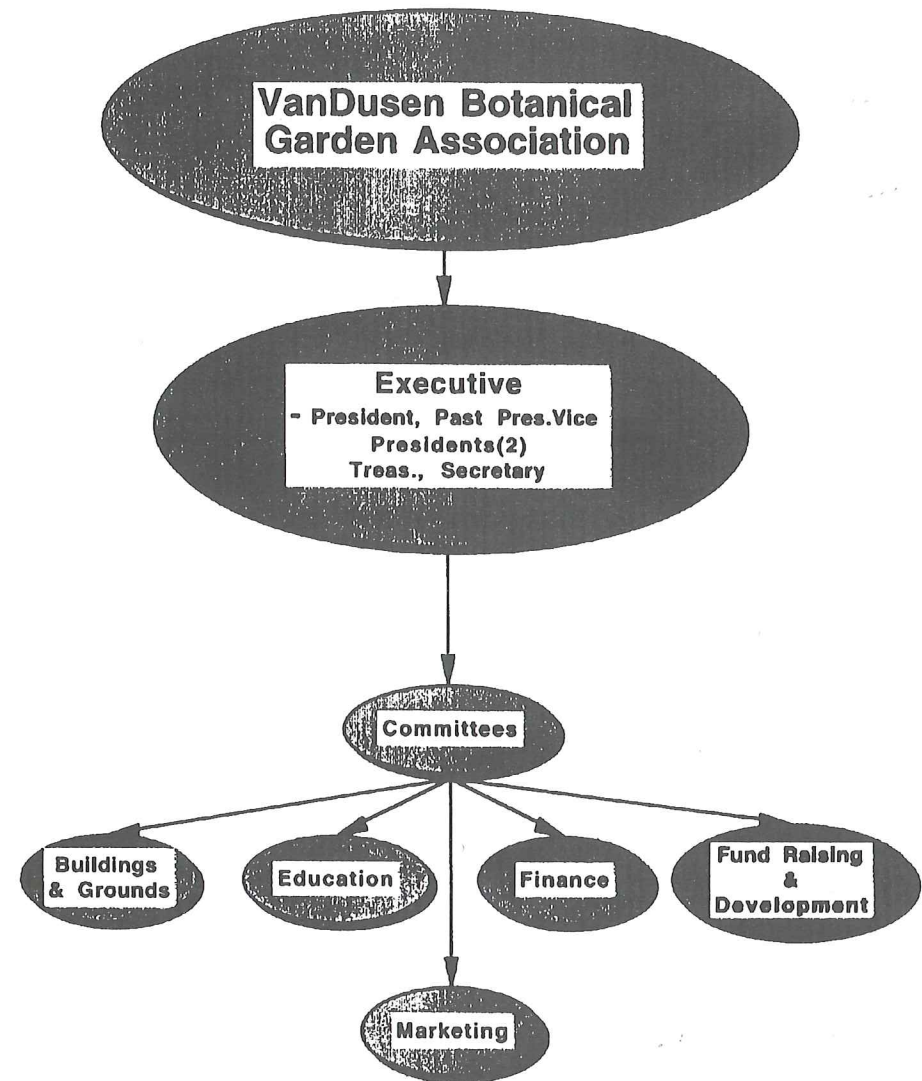 VanDusen Botanical
Garden Association
Executive
- President, Past Pres.Vice
Presidents(2)
Treas., Secretary
Committees
Buildings
& Grounds
Education
Finance
Fund Raising
&
Development
Marketing